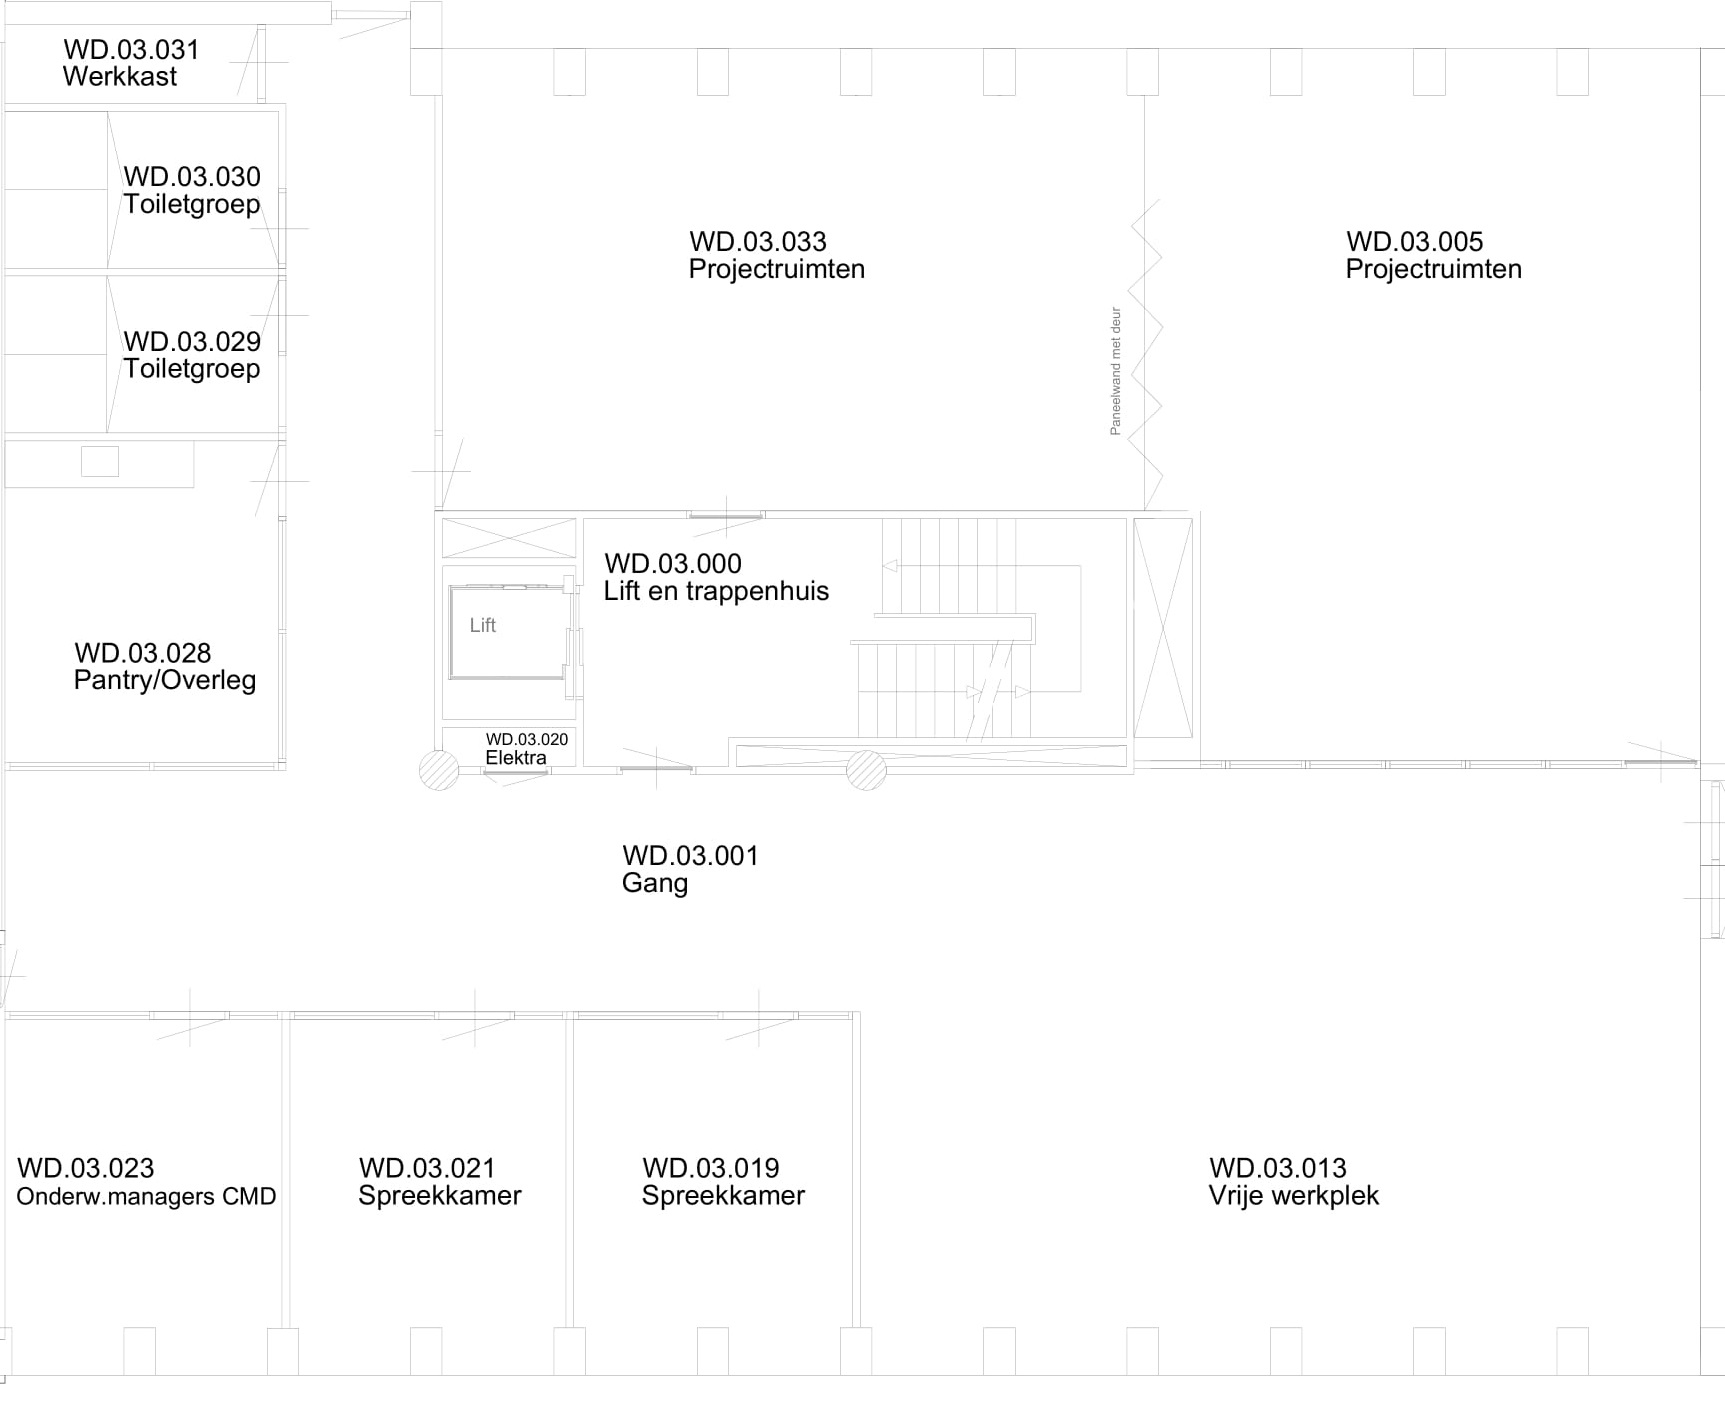 WD.03.031
Werkkast
WD.03.030
Toiletgroep
WD.03.033
Projectruimten
WD.03.005
Projectruimten
WD.03.029
Toiletgroep
Paneelwand met deur
WD.03.000
Lift en trappenhuis
Lift
WD.03.028
Pantry/Overleg
WD.03.020
Elektra
WD.03.001
Gang
WD.03.023
Onderw.managers CMD
WD.03.021
Spreekkamer
WD.03.019
Spreekkamer
WD.03.013
Vrije werkplek